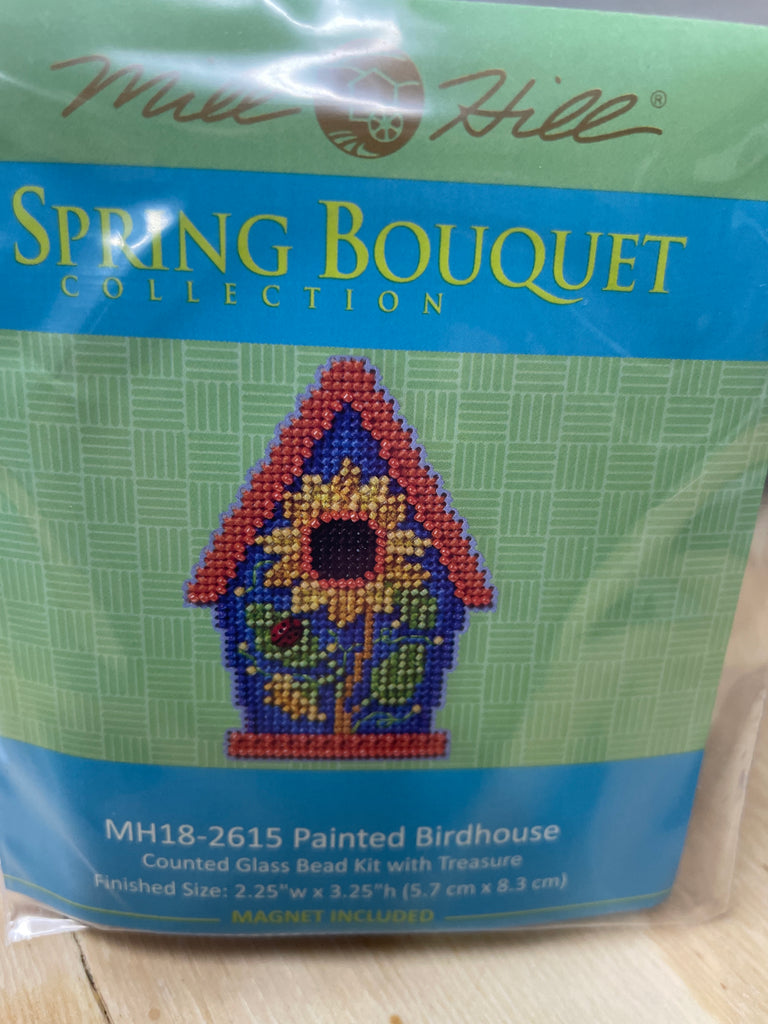 Mill Hill®
SPRING BOUQUET
COLLECTION
MH18-2615 Painted Birdhouse
Counted Glass Bead Kit with Treasure
Finished Size: 2.25"w x 3.25"h (5.7 cm x 8.3 cm)
MAGNET INCLUDED